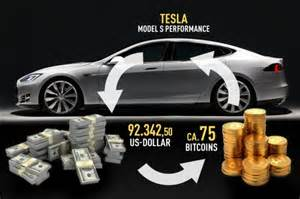 TESLA
MODEL S PERFORMANCE
92.342,50
US-DOLLAR
CA. 75
BITCOINS